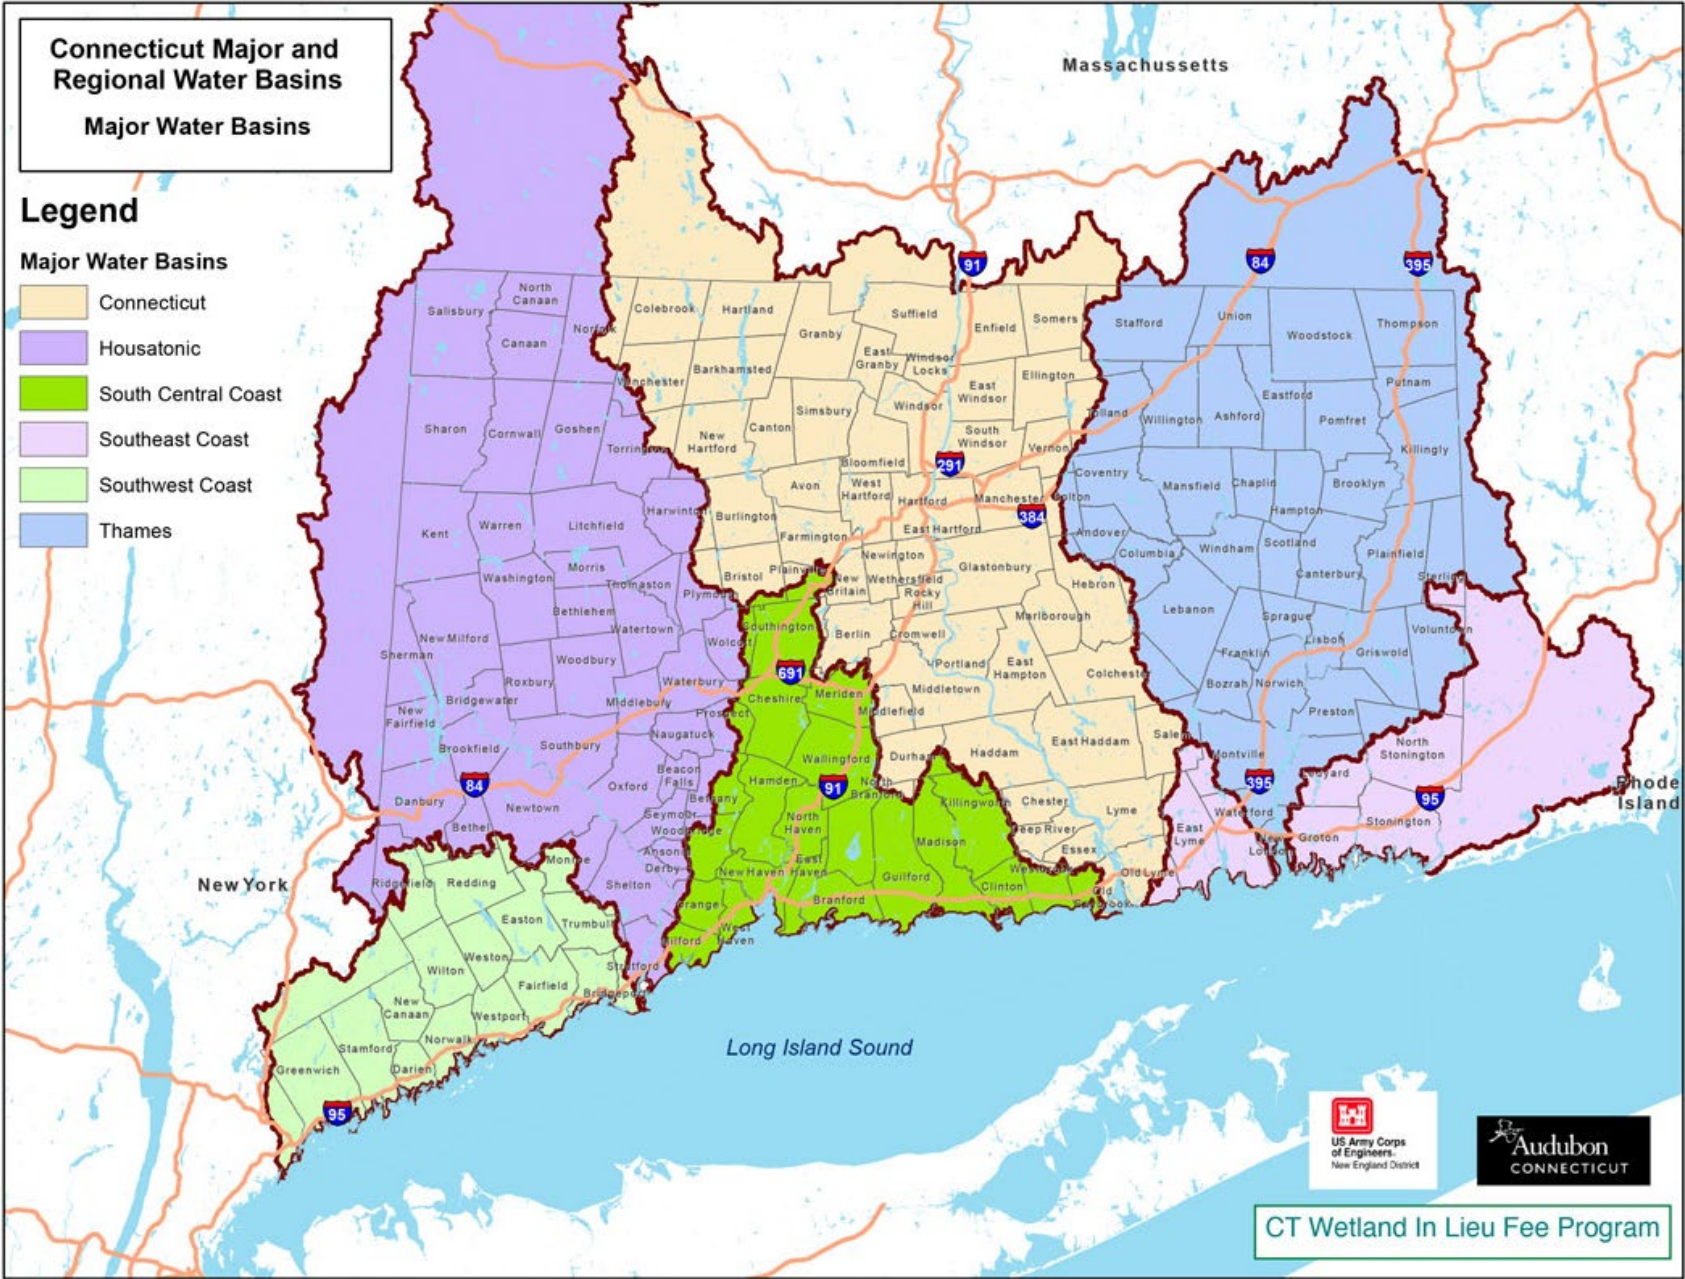 Connecticut Major and
Regional Water Basins
Major Water Basins
Legend
Major Water Basins
Connecticut
Housatonic
South Central Coast
Southeast Coast
Southwest Coast
Thames
Massachusetts
91
84
395
North
Canaan
Salisbury
Norfolk
Canaan
Colebrook
Hartland
Granby
Suffield
Enfield
Somers
Stafford
Union
Woodstock
Thompson
East
Granby
Windsor
Locks
Winchester
Barkhamsted
East
Windsor
Ellington
Putnam
Eastford
Sharon
Cornwall
Goshen
Torrington
New
Hartford
Canton
Simsbury
Windsor
South
Windsor
Vernon
Tolland
Willington
Ashford
Pomfret
Killingly
Bloomfield
291
Avon
West
Hartford
Hartford
Manchester
Bolton
384
Coventry
Mansfield
Chaplin
Brooklyn
Hampton
Kent
Warren
Litchfield
Harwinton
Burlington
Farmington
East Hartford
Andover
Columbia
Windham
Scotland
Plainfield
Canterbury
Sterling
Newington
Morris
Washington
Thomaston
Plymouth
Bristol
Plainville
New
Britain
Wethersfield
Rocky
Hill
Glastonbury
Hebron
Marlborough
Bethlehem
Watertown
Wolcott
Southington
Berlin
Cromwell
Lebanon
Sprague
Lisbon
Voluntown
Franklin
Griswold
New Milford
Sherman
Woodbury
Roxbury
Waterbury
691
Portland
East
Hampton
Colchester
Bozrah
Norwich
Preston
Bridgewater
Middlebury
Cheshire
Meriden
Middletown
Middlefield
New
Fairfield
Prospect
Naugatuck
Brookfield
Southbury
Wallingford
Durham
Haddam
East Haddam
Salem
Montville
North
Stonington
Ledyard
84
Beacon
Falls
Oxford
Hamden
91
North
Branford
Killingworth
Chester
Lyme
395
95
Rhode
Island
Danbury
Newtown
Bethany
Seymour
Woodbridge
North
Haven
Waterford
Stonington
Bethel
Deep River
East
Lyme
New
London
Groton
Monroe
Ansonia
Derby
East
Haven
Madison
Essex
Westbrook
Old Lyme
New York
Ridgefield
Redding
Shelton
New Haven
Guilford
Clinton
Old
Saybrook
Orange
Branford
Easton
Trumbull
West
Haven
Milford
Weston
Wilton
Stratford
Fairfield
Bridgeport
New
Canaan
Westport
Norwalk
Stamford
Greenwich
Darien
95
Long Island Sound
US Army Corps
of Engineers.
New England District
Audubon
CONNECTICUT
CT Wetland In Lieu Fee Program